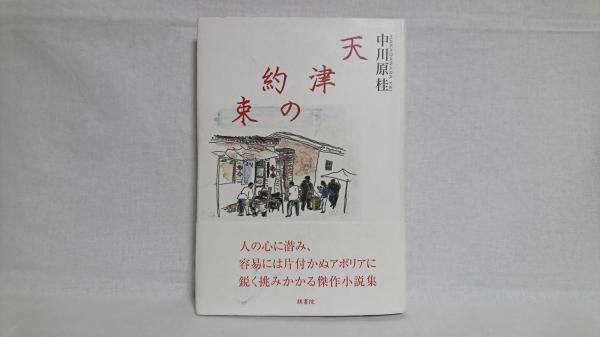 天津の約束
中川原桂
人の心に潜み、
容易には片付かぬアポリアに
鋭く挑みかかる傑作小説集